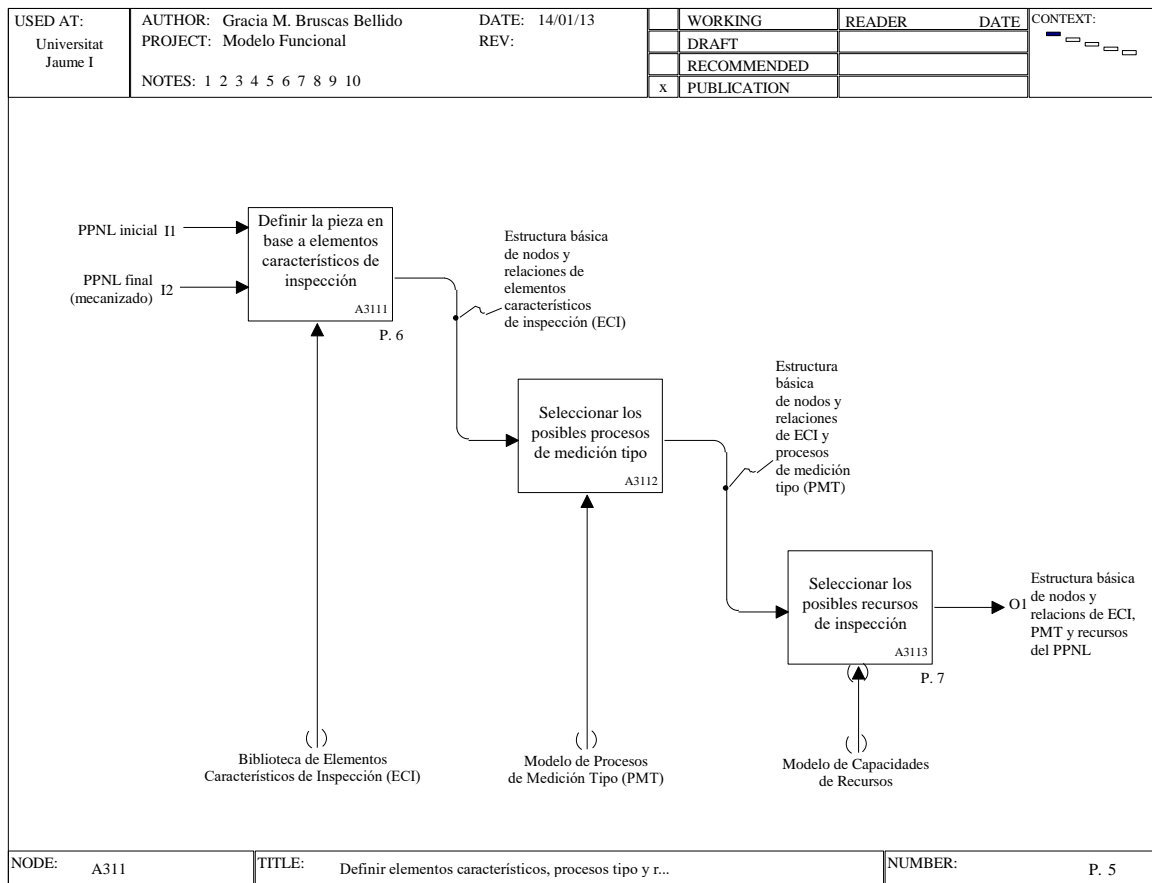 USED AT:
Universitat
Jaume I
AUTHER: Gracia M. Bruscas Bellido
DATE: 14/01/13
PROJECT: Modelo Funcional
REV:
NOTES: 1 2 3 4 5 6 7 8 9 10
WORKING
DRAFT
RECOMMENDED
x PUBLICATION
READER DATE
CONTEXT:
PPNL inicial I1
PPNL final
(mecanizado) I2
Definir la pieza en
base a elementos
característicos de
inspección
A3111
P. 6
Estructura básica
de nodos y
relaciones de
elementos
característicos
de inspección (ECI)
Seleccionar los
posibles procesos
de medición tipo
A3112
Estructura
básica
de nodos y
relaciones
de ECI y
procesos
de medición
tipo (PMT)
Seleccionar los
posibles recursos
de inspección
A3113
P. 7
O1
Estructura básica
de nodos y
relacions de ECI,
PMT y recursos
del PPNL
Biblioteca de Elementos
Característicos de Inspección (ECI)
Modelo de Procesos
de Medición Tipo (PMT)
Modelo de Capacidades
de Recursos
NODE: A311
TITLE: Definir elementos característicos, procesos tipo y r...
NUMBER: P. 5